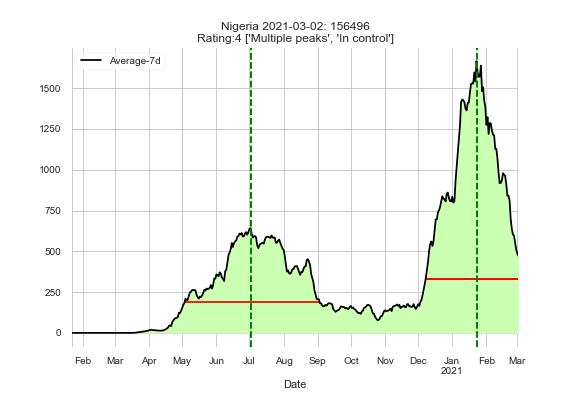 Nigeria 2021-03-02: 156496
Rating:4 ['Multiple peaks', 'In control']
Average-7d
1500
1250
1000
750
500
250
0
Feb Mar Apr May Jun Jul Aug Sep Oct Nov Dec Jan Feb Mar
2021
Date